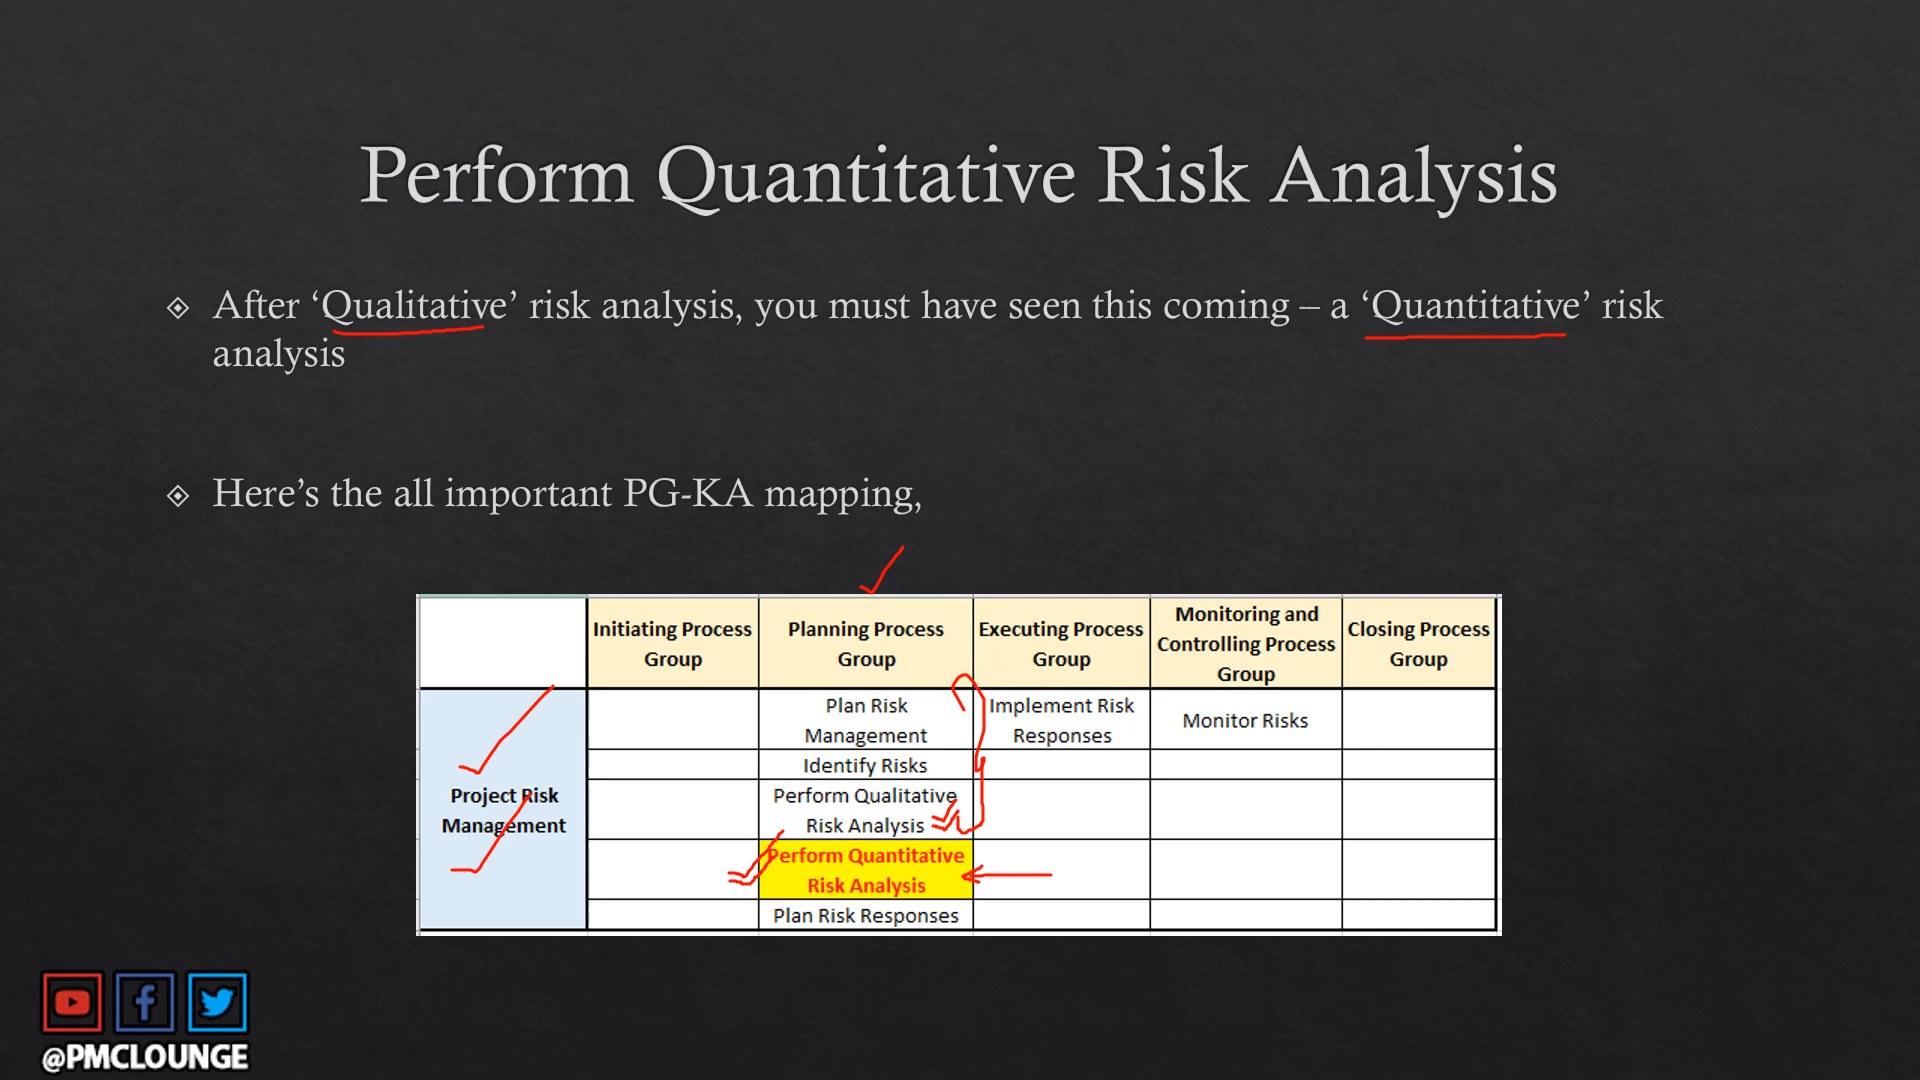 Perform Quantitative Risk Analysis
After ‘Qualitative’ risk analysis, you must have seen this coming – a ‘Quantitative’ risk
analysis
Here’s the all important PG-KA mapping,
Initiating Process
Group
Planning Process
Group
Executing Process
Group
Monitoring and
Controlling Process
Group
Closing Process
Group
Project Risk
Management
Plan Risk
Management
Implement Risk
Responses
Monitor Risks
Identify Risks
Perform Qualitative
Risk Analysis
Perform Quantitative
Risk Analysis
Plan Risk Responses
@PMCLOUNGE